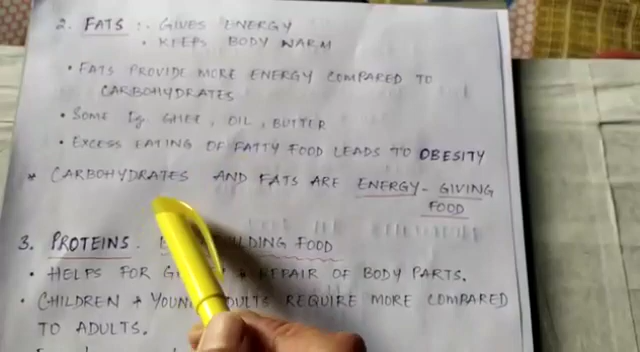 2. FATS :- GIVES ENERGY
• KEEPS BODY WARM
• FATS PROVIDE MORE ENERGY COMPARED TO
CARBOHYDRATES
• SOME Eg GHEE, OIL, BUTTER
• EXCESS EATING OF FATTY FOOD LEADS TO OBESITY
* CARBOHYDRATES AND FATS ARE ENERGY-GIVING
FOOD
3. PROTEINS. FOOD
• HELPS FOR REPAIR OF BODY PARTS.
• CHILDREN + REQUIRE MORE COMPARED
TO ADULTS.